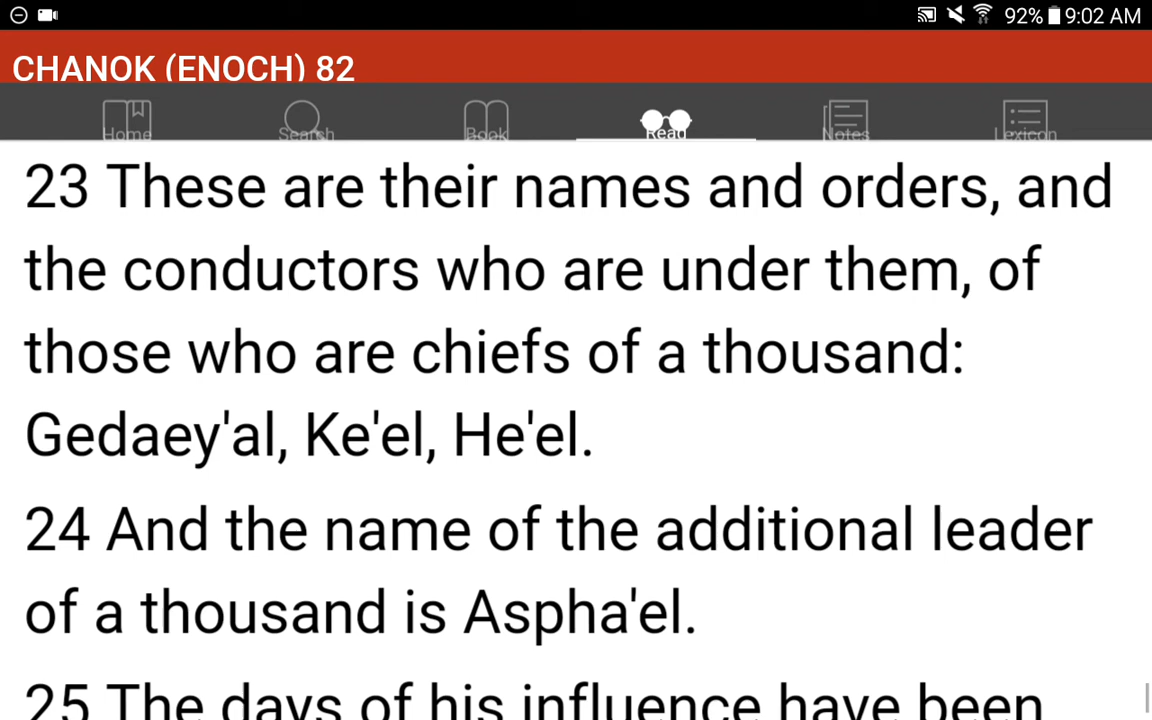 92% 9:02 AM
CHANOK (ENOCH) 82
Home Search Book Read Notes Lexicon
23 These are their names and orders, and
the conductors who are under them, of
those who are chiefs of a thousand:
Gedaey'al, Ke'el, He'el.
24 And the name of the additional leader
of a thousand is Aspha'el.
25 The days of his influence have been